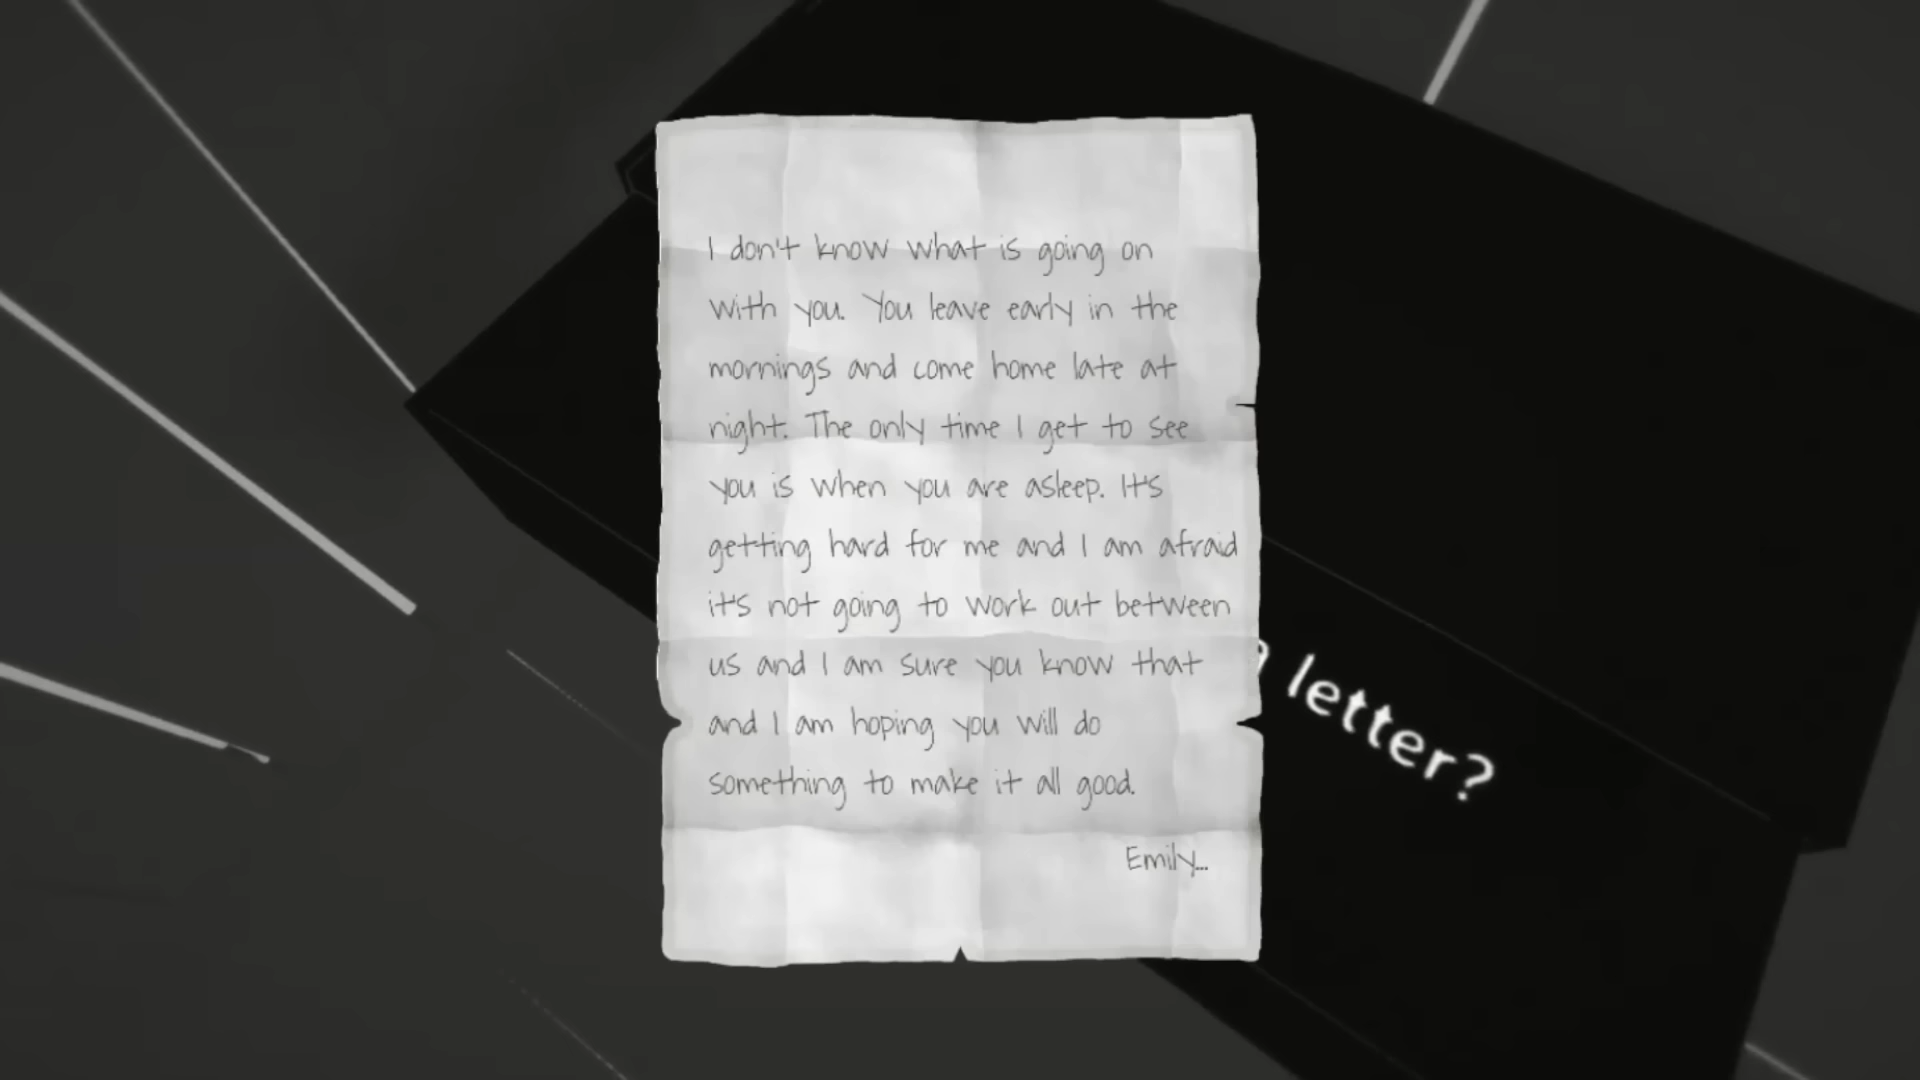 I don't know what is going on
with you. You leave early in the
mornings and come home late at
night. The only time I get to see
you is when you are asleep. It's
getting hard for me and I am afraid
it's not going to work out between
us and I am sure you know that
and I am hoping you will do
something to make it all good.
Emily...
letter?